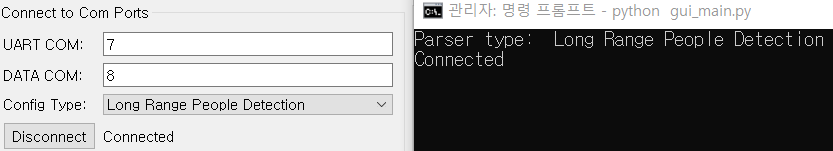 Connect to Com Ports
UART COM: 7
DATA COM: 8
Config Type: Long Range People Detection
Disconnect Connected
관리자: 명령 프롬프트 - python gui_main.py
Parser type: Long Range People Detection
Connected